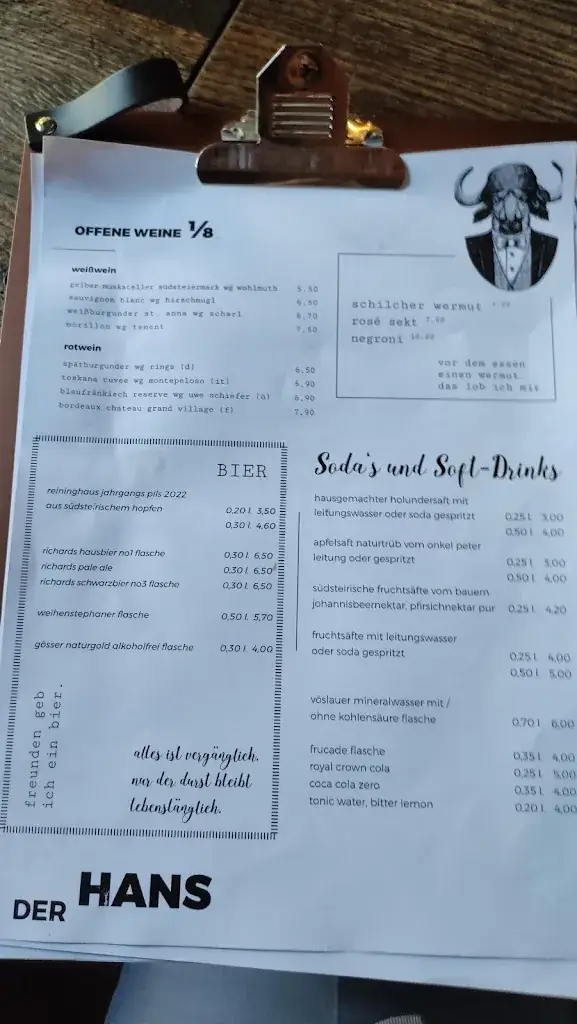 OFFENE WEINE 1/8
weißwein
gelber muskateller südsteiermark wg wohlmuth 5,50
sauvignon blanc wg hirschmugl 6,50
weißburgunder st. anna wg scharl 6,70
morillon wg tement 7,50
rotwein
spätburgunder wg rings (d) 6,50
toskana cuvee wg montepeloso (it) 6,90
blaufränkisch reserve wg uwe schiefer (ö) 6,90
bordeaux chateau grand village (f) 7,90
schilcher wermut
rosé sekt 7,00
negroni 10,00
vor dem essen
einen wermut
das lob ich mir
BIER
reininghaus jahrgangs pils 2022
aus südsteirischem hopfen 0,20 l 3,50
0,30 l 4,60
richards hausbier no1 flasche 0,30 l 6,50
richards pale ale 0,30 l 6,50
richards schwarzbier no3 flasche 0,30 l 6,50
weihenstephaner flasche 0,50 l 5,70
gösser naturgold alkoholfrei flasche 0,30 l 4,00
freunden geb
ich ein bier.
alles ist vergänglich,
nur der durst bleibt
lebenslänglich.
Soda's und Soft-Drinks
hausgemachter holundersaft mit
leitungswasser oder soda gespritzt 0,25 l 3,00
0,50 l 4,00
apfelsaft naturtrüb vom onkel peter
leitung oder gespritzt 0,25 l 3,00
0,50 l 4,00
südsteirische fruchtsäfte vom bauern
johannisbeernektar, pfirsichnektar pur 0,25 l 4,20
fruchtsäfte mit leitungswasser
oder soda gespritzt 0,25 l 4,00
0,50 l 5,00
vöslauer mineralwasser mit /
ohne kohlensäure flasche 0,70 l 6,00
frucade flasche 0,35 l 4,00
royal crown cola 0,25 l 5,00
coca cola zero 0,35 l 4,00
tonic water, bitter lemon 0,20 l 4,00
DER HANS